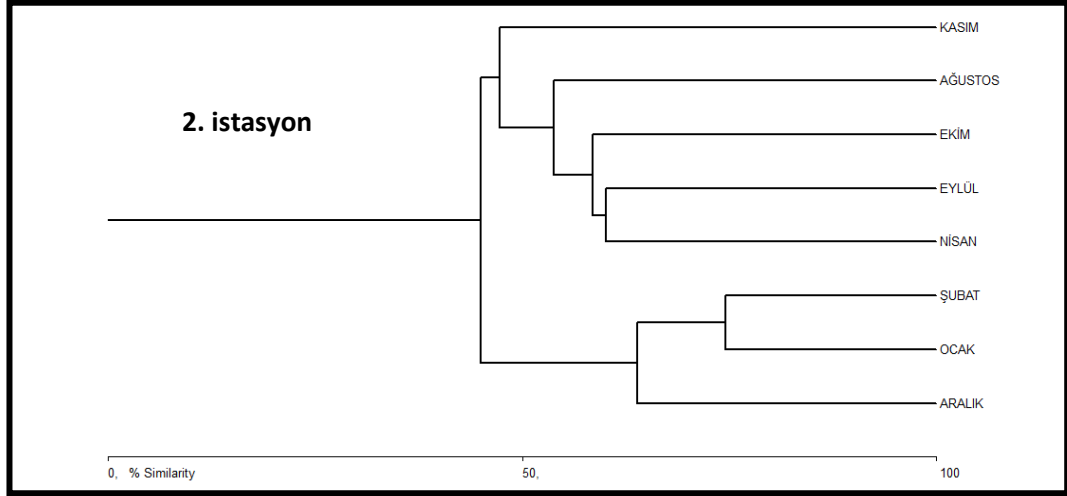 KASIM
AĞUSTOS
2. istasyon
EKİM
EYLÜL
NİSAN
ŞUBAT
OCAK
ARALIK
0, % Similarity 50, 100